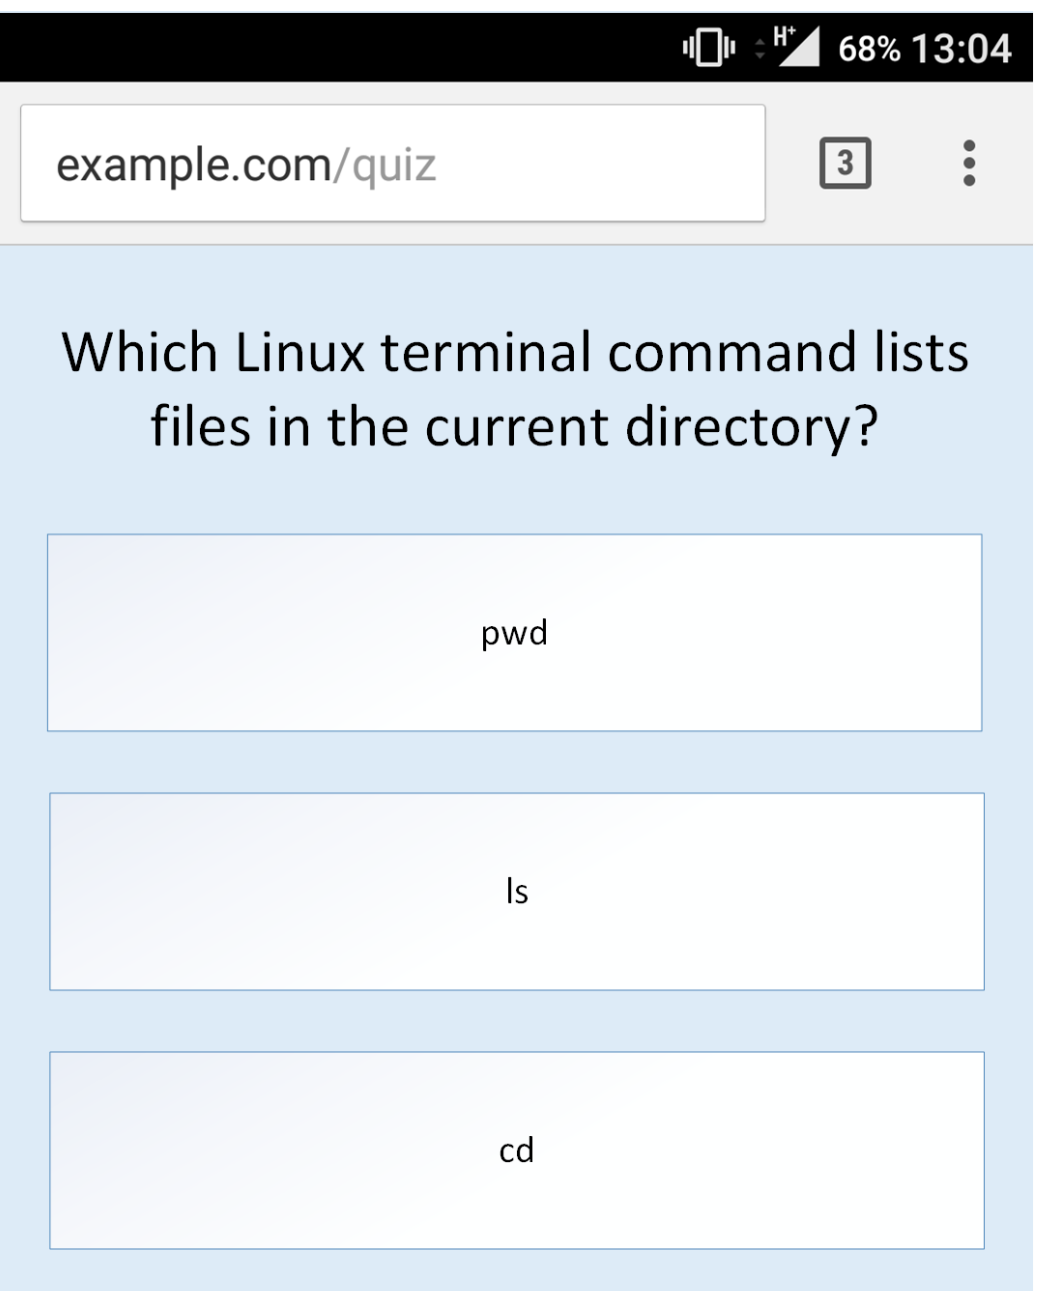 H+ 68% 13:04
example.com/quiz 3
Which Linux terminal command lists
files in the current directory?
pwd
ls
cd